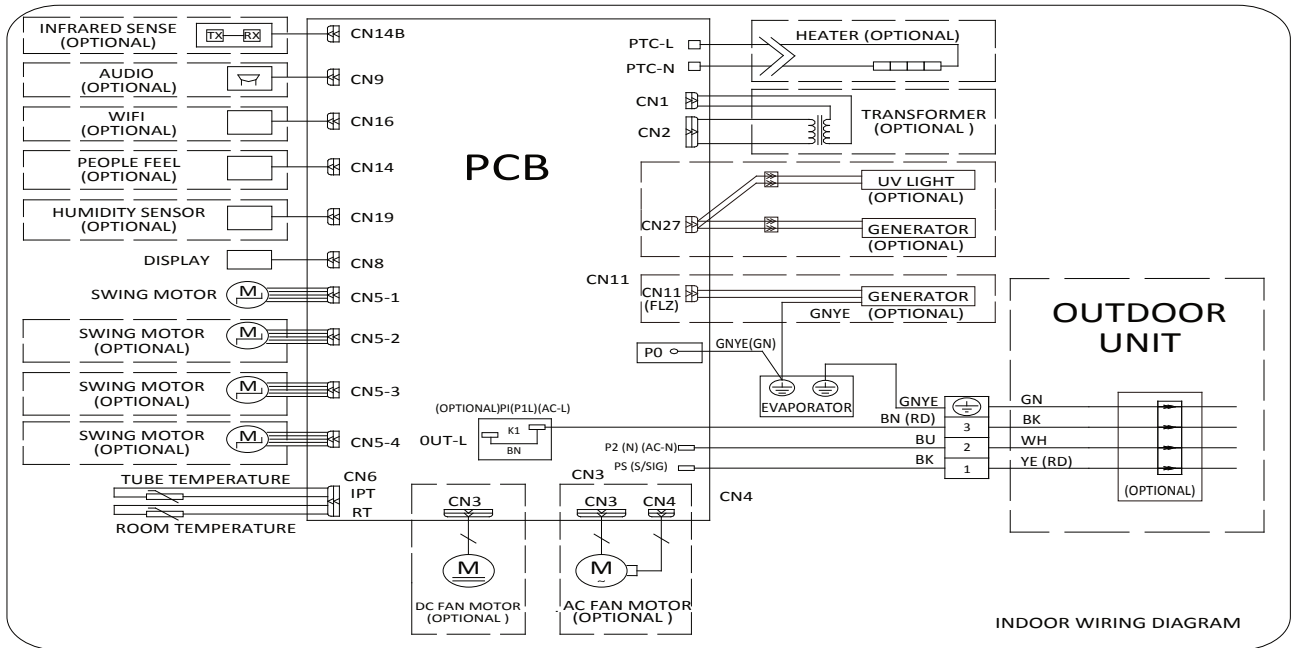 INFRARED SENSE
(OPTIONAL)
TX
RX
CN14B
AUDIO
(OPTIONAL)
CN9
WIFI
(OPTIONAL)
CN16
PEOPLE FEEL
(OPTIONAL)
CN14
HUMIDITY SENSOR
(OPTIONAL)
CN19
DISPLAY
CN8
SWING MOTOR
M
CN5-1
SWING MOTOR
(OPTIONAL)
M
CN5-2
SWING MOTOR
(OPTIONAL)
M
CN5-3
SWING MOTOR
(OPTIONAL)
M
CN5-4
TUBE TEMPERATURE
CN6
IPT
RT
ROOM TEMPERATURE
PCB
PTC-L
PTC-N
HEATER (OPTIONAL)
CN1
CN2
TRANSFORMER
(OPTIONAL )
CN27
UV LIGHT
(OPTIONAL)
GENERATOR
(OPTIONAL)
CN11
CN11
(FLZ)
GENERATOR
(OPTIONAL)
GNYE
P0
GNYE(GN)
EVAPORATOR
(OPTIONAL)PI(P1L)(AC-L)
OUT-L
K1
BN
P2 (N) (AC-N)
PS (S/SIG)
GNYE
BN (RD)
BU
BK
3
2
1
GN
BK
WH
YE (RD)
OUTDOOR
UNIT
(OPTIONAL)
CN3
CN4
CN3
M
DC FAN MOTOR
(OPTIONAL )
CN3
CN4
M
~
AC FAN MOTOR
(OPTIONAL )
INDOOR WIRING DIAGRAM